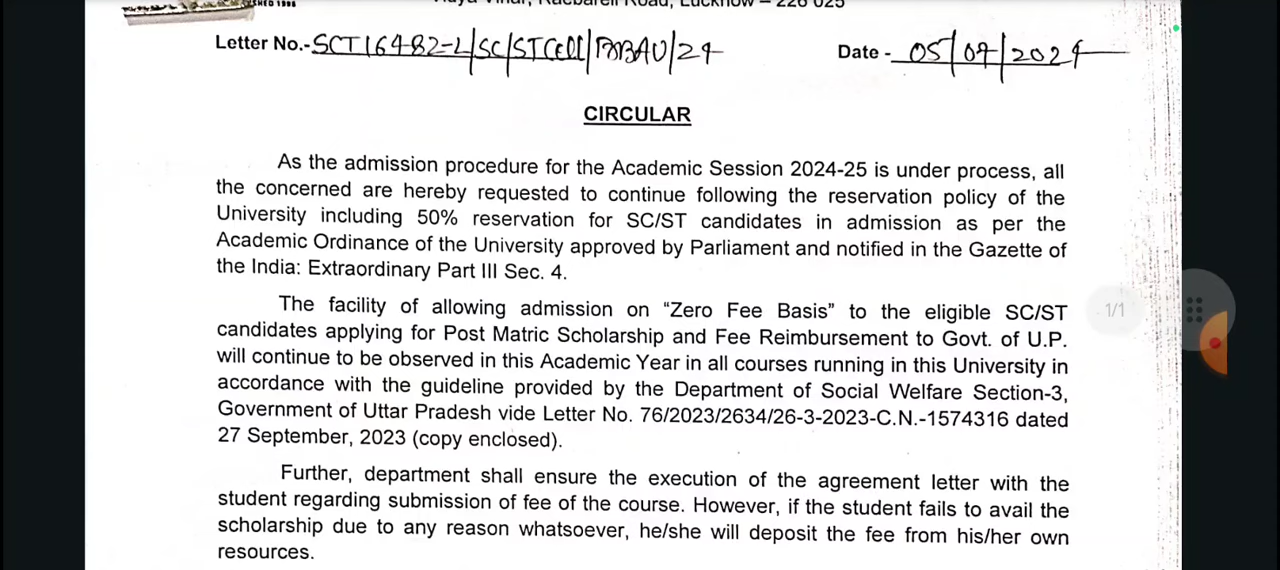 Letter No.-SCT16482-L/SC/STCell/BBAU/24 Date - 05/07/2024
CIRCULAR
As the admission procedure for the Academic Session 2024-25 is under process, all
the concerned are hereby requested to continue following the reservation policy of the
University including 50% reservation for SC/ST candidates in admission as per the
Academic Ordinance of the University approved by Parliament and notified in the Gazette of
the India: Extraordinary Part III Sec. 4.
The facility of allowing admission on “Zero Fee Basis” to the eligible SC/ST
candidates applying for Post Matric Scholarship and Fee Reimbursement to Govt. of U.P.
will continue to be observed in this Academic Year in all courses running in this University in
accordance with the guideline provided by the Department of Social Welfare Section-3,
Government of Uttar Pradesh vide Letter No. 76/2023/2634/26-3-2023-C.N.-1574316 dated
27 September, 2023 (copy enclosed).
1/1
Further, department shall ensure the execution of the agreement letter with the
student regarding submission of fee of the course. However, if the student fails to avail the
scholarship due to any reason whatsoever, he/she will deposit the fee from his/her own
resources.